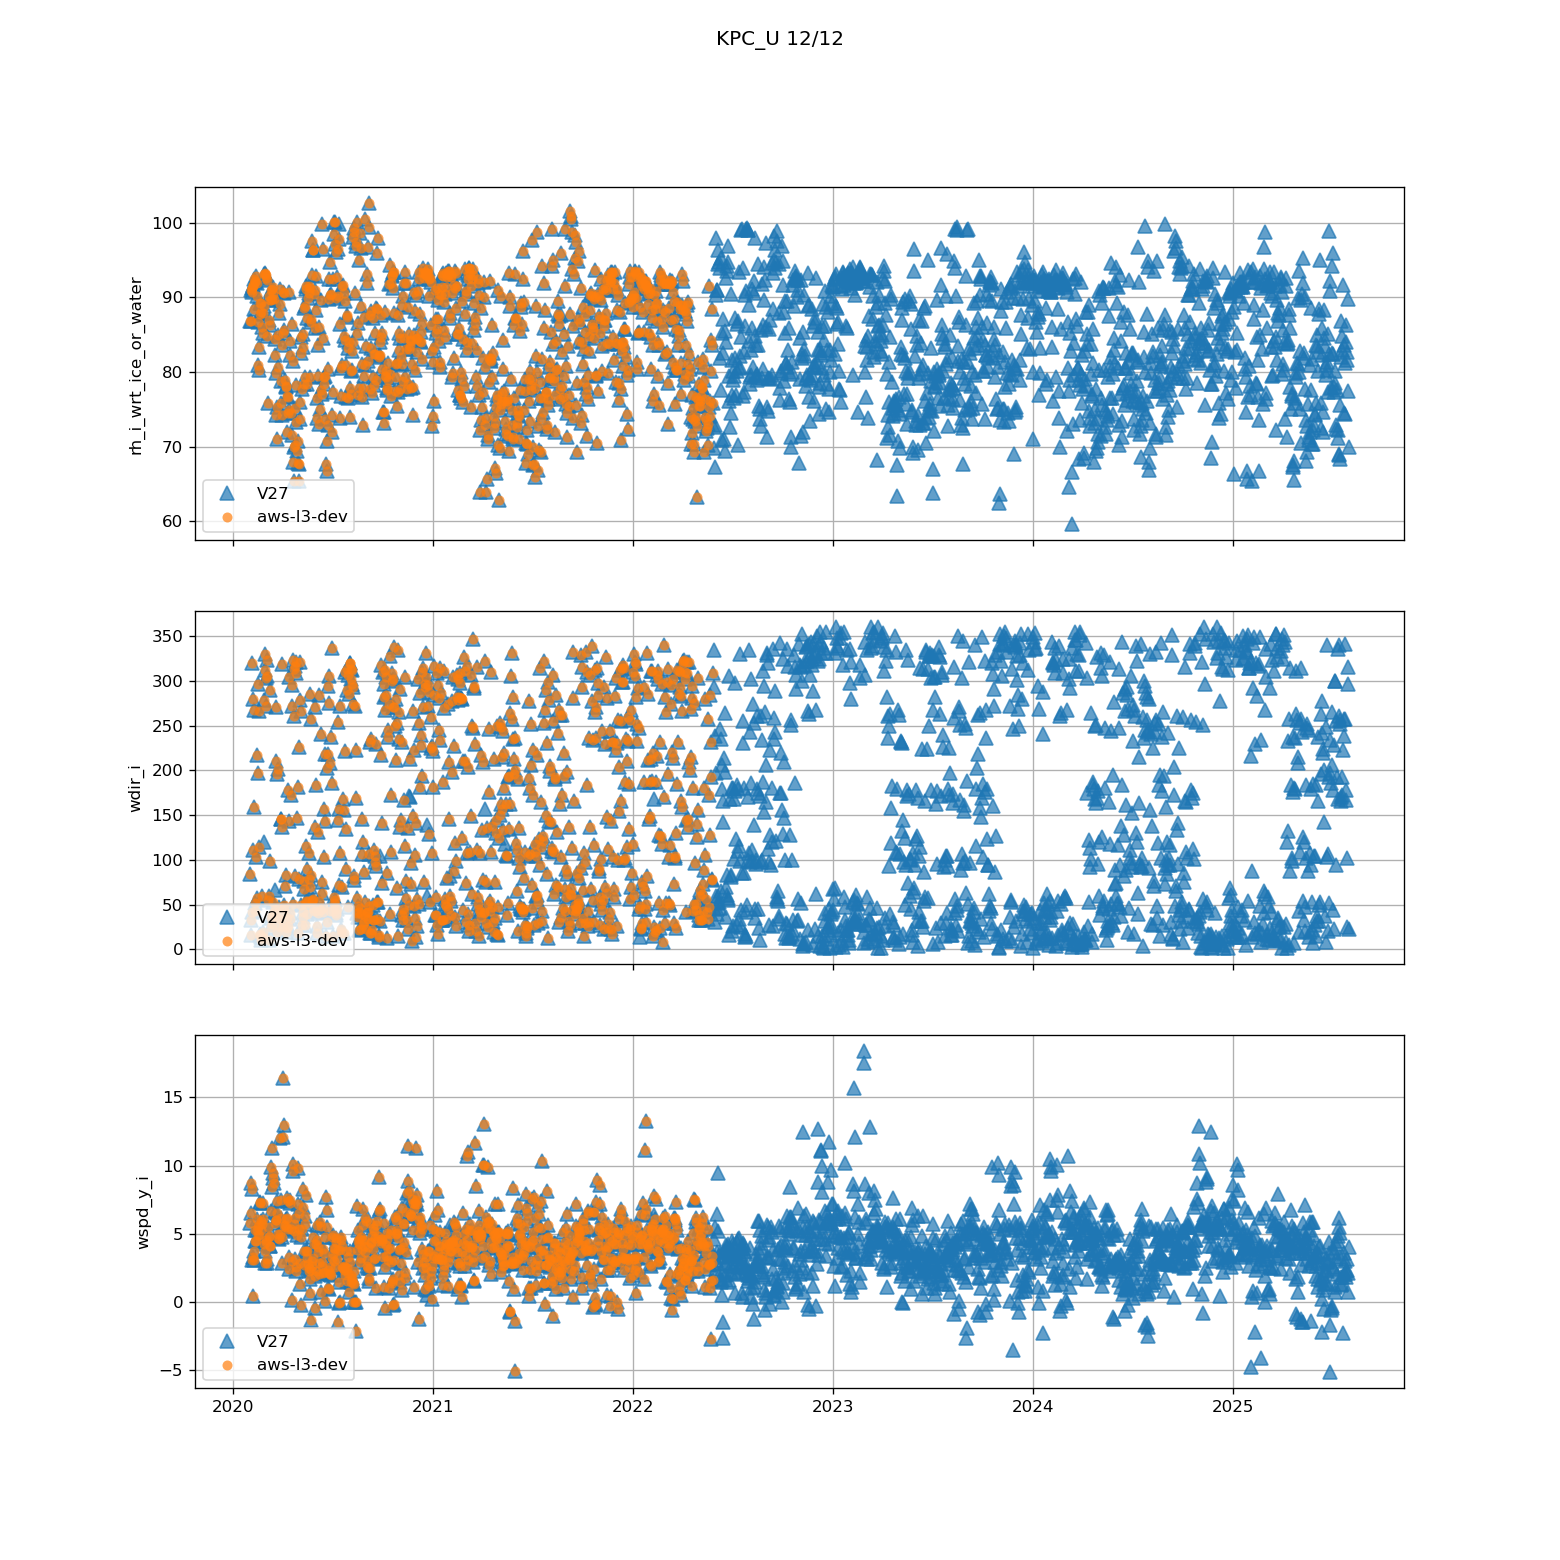 KPC_U 12/12
rh_i_wrt_ice_or_water
100
90
80
70
60
V27
aws-l3-dev
wdir_i
350
300
250
200
150
100
50
0
V27
aws-l3-dev
wspd_y_i
15
10
5
0
−5
V27
aws-l3-dev
2020 2021 2022 2023 2024 2025